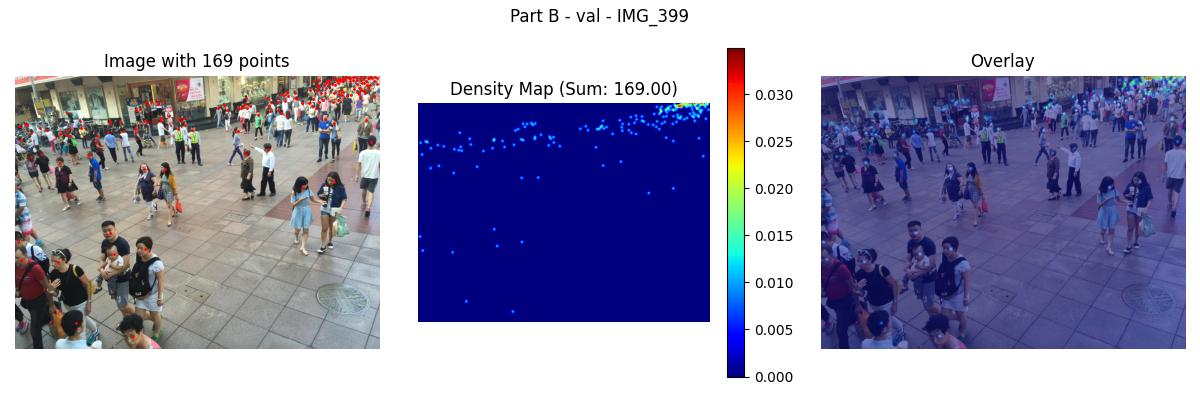 Part B - val - IMG_399
Image with 169 points
Density Map (Sum: 169.00)
Overlay
0.030
0.025
0.020
0.015
0.010
0.005
0.000